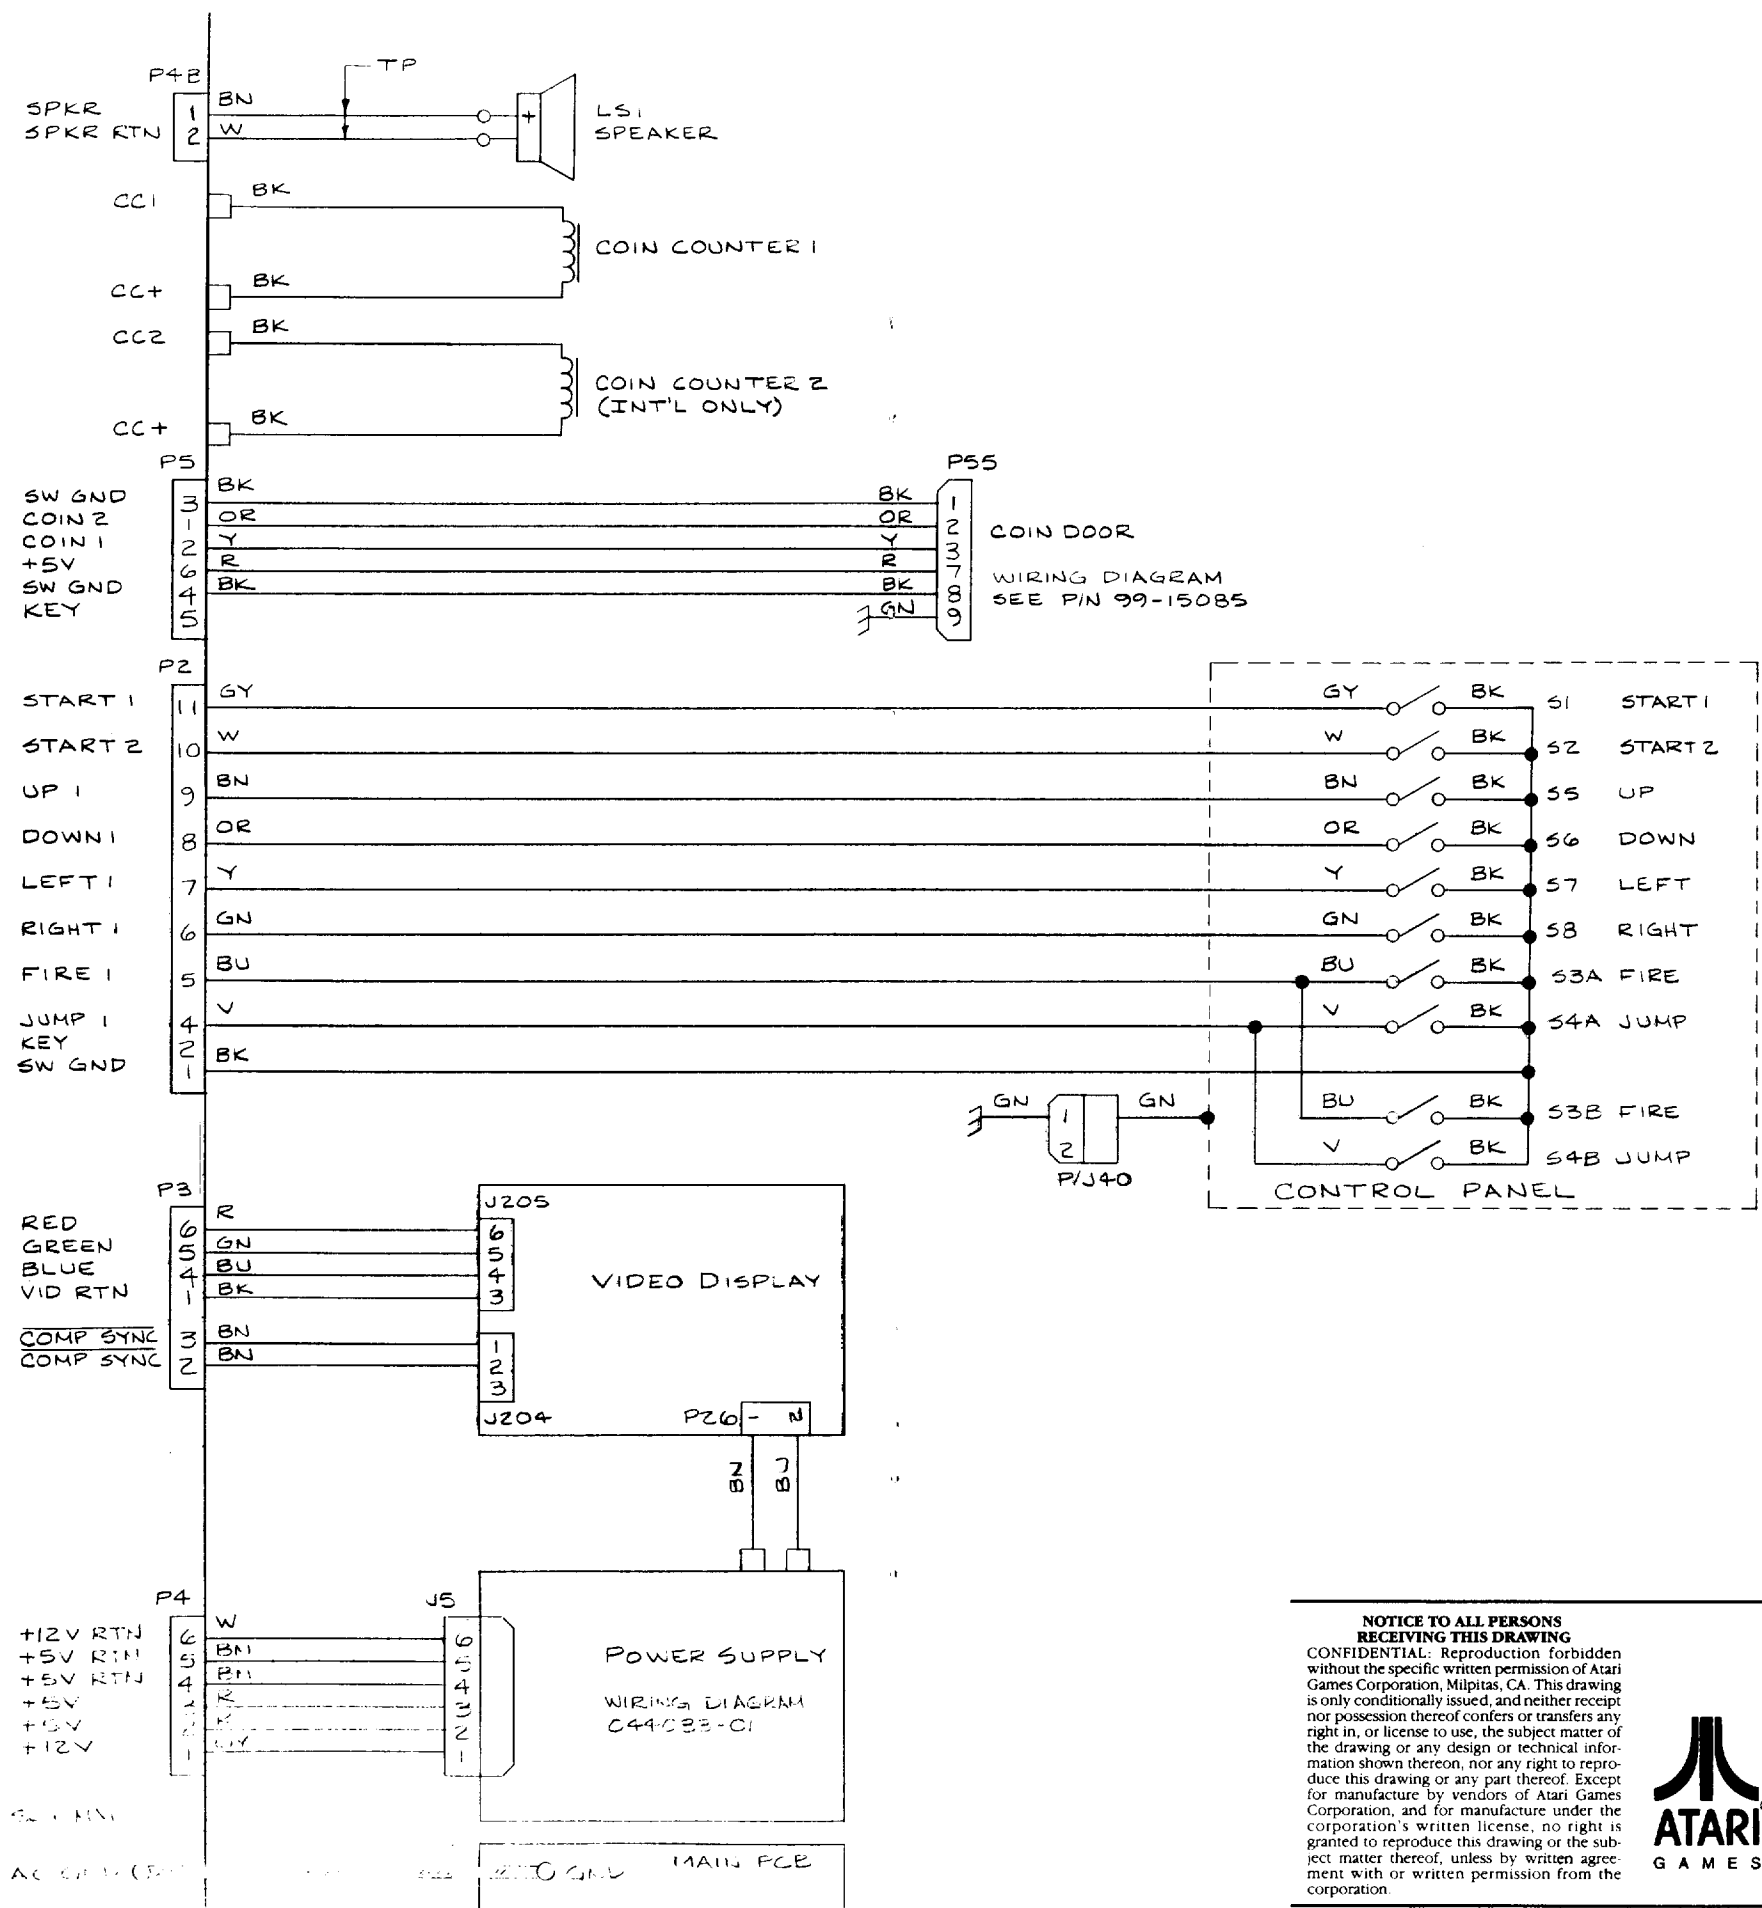 TP
P4B
SPKR 1 BN + LS1
SPKR RTN 2 W SPEAKER
CC1 BK
COIN COUNTER 1
CC+ BK
CC2 BK
COIN COUNTER 2
(INT'L ONLY)
CC+ BK
P5 P55
SW GND 3 BK BK 1
COIN 2 1 OR OR 2 COIN DOOR
COIN 1 2 Y Y 3
+5V 6 R R 7 WIRING DIAGRAM
SW GND 4 BK BK 8 SEE P/N 99-15085
KEY 5 GN 9
P2
START 1 11 GY GY BK S1 START 1
START 2 10 W W BK S2 START 2
UP 1 9 BN BN BK S5 UP
DOWN 1 8 OR OR BK S6 DOWN
LEFT 1 7 Y Y BK S7 LEFT
RIGHT 1 6 GN GN BK S8 RIGHT
FIRE 1 5 BU BU BK S3A FIRE
JUMP 1 4 V V BK S4A JUMP
KEY 2
SW GND 1 BK
GN 1 GN BU BK S3B FIRE
2 V BK S4B JUMP
P/J40
CONTROL PANEL
P3 J205
RED 6 R 6
GREEN 5 GN 5
BLUE 4 BU 4 VIDEO DISPLAY
VID RTN 1 BK 3
COMP SYNC 3 BN 1
COMP SYNC 2 BN 2
3
J204 P26 1 2
BN BU
P4 J5
+12V RTN 6 W 6
+5V RTN 5 5 POWER SUPPLY
+5V RTN 4 4
+5V R 3 WIRING DIAGRAM
+5V R 2
+12V 1 1
MAIN PCB
GND
NOTICE TO ALL PERSONS
RECEIVING THIS DRAWING
CONFIDENTIAL: Reproduction forbidden
without the specific written permission of Atari
Games Corporation, Milpitas, CA. This drawing
is only conditionally issued, and neither receipt
nor possession thereof confers or transfers any
right in, or license to use, the subject matter of
the drawing or any design or technical infor-
mation shown thereon, nor any right to repro-
duce this drawing or any part thereof. Except
for manufacture by vendors of Atari Games
Corporation, and for manufacture under the
corporation's written license, no right is
granted to reproduce this drawing or the sub-
ject matter thereof, unless by written agree-
ment with or written permission from the
corporation.
ATARI
GAMES